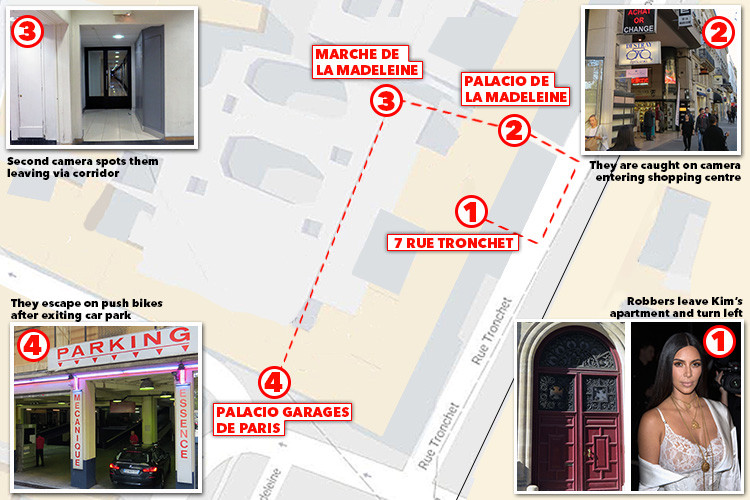 3
Second camera spots them
leaving via corridor
MARCHE DE
LA MADELEINE
3
PALACIO DE
LA MADELEINE
2
ACHAT
OR
CHANGE
2
They are caught on camera
entering shopping centre
1
7 RUE TRONCHET
Rue Tronchet
They escape on push bikes
after exiting car park
4
PARKING
MECANIQUE
ESSENCE
4
PALACIO GARAGES
DE PARIS
Rue Tronchet
Madeleine
Robbers leave Kim's
apartment and turn left
1